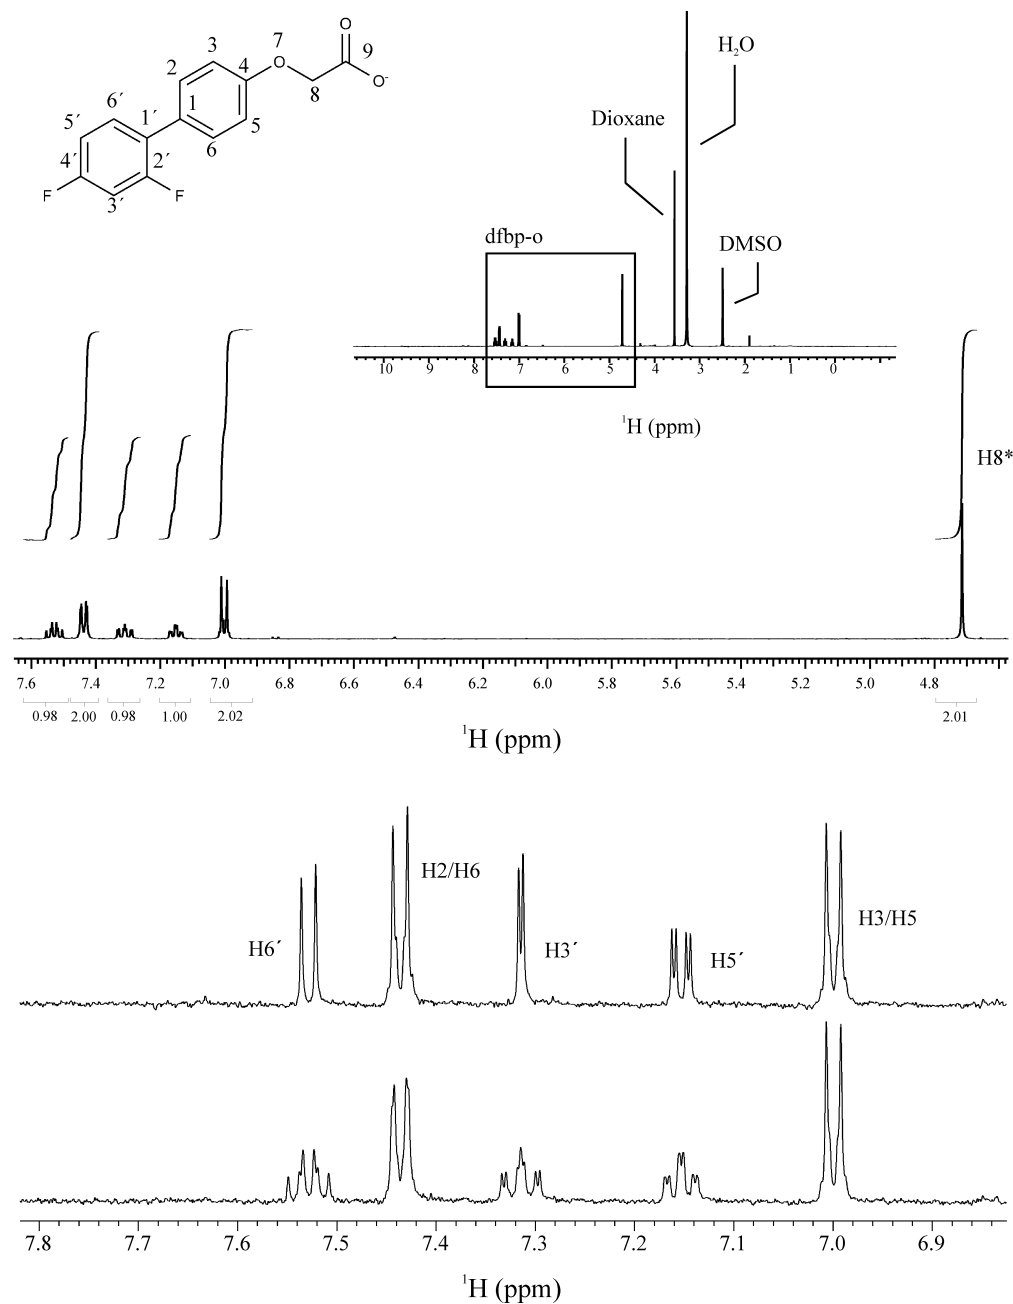 O
7
9
3
2
4
O
O-
8
1
6´
1´
5
5´
6
4´
2´
F
3´
F
H₂O
Dioxane
DMSO
dfbp-o
10 9 8 7 6 5 4 3 2 1 0
¹H (ppm)
H8*
7.6 7.4 7.2 7.0 6.8 6.6 6.4 6.2 6.0 5.8 5.6 5.4 5.2 5.0 4.8
0.98 2.00 0.98 1.00 2.02 2.01
¹H (ppm)
H2/H6
H3/H5
H6´
H3´
H5´
7.8 7.7 7.6 7.5 7.4 7.3 7.2 7.1 7.0 6.9
¹H (ppm)